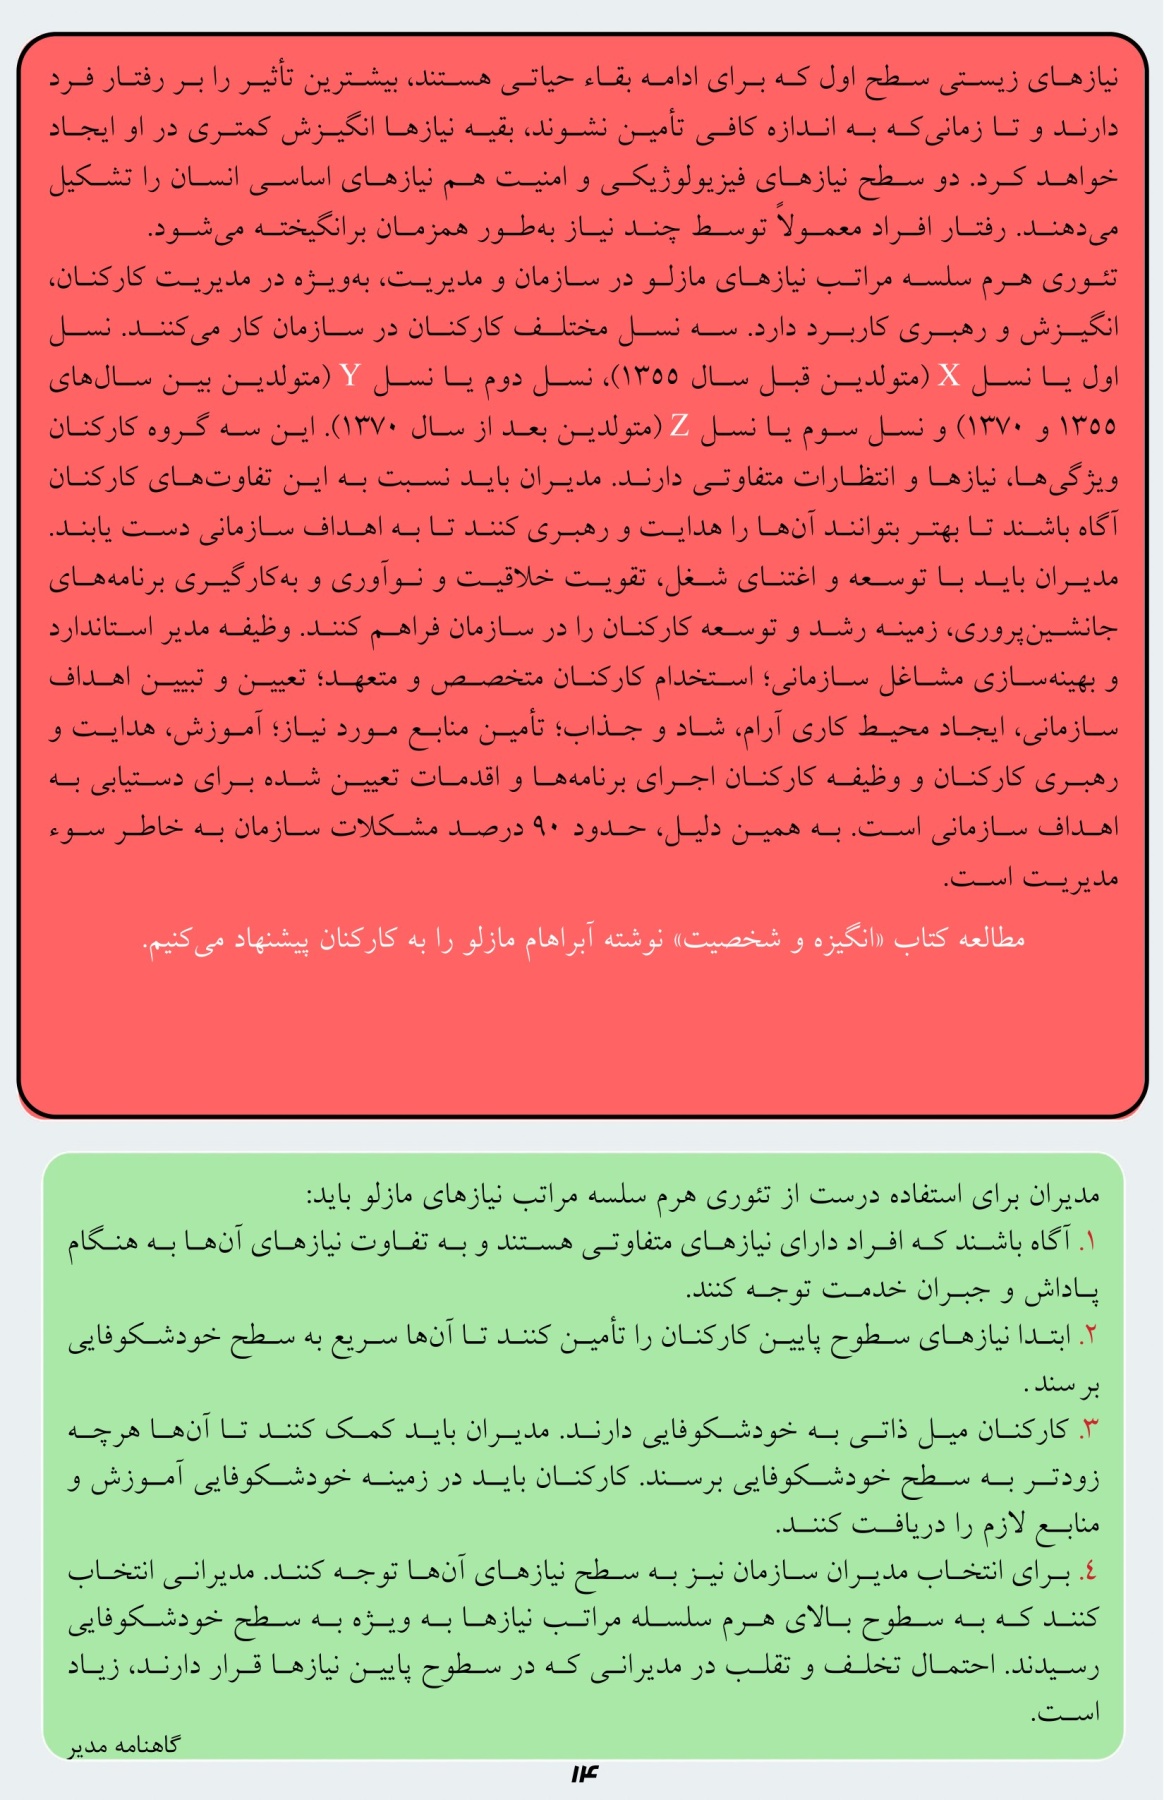 نیازهای زیستی سطح اول که برای ادامه بقاء حیاتی هستند، بیشترین تأثیر را بر رفتار فرد
دارند و تا زمانی‌که به اندازه کافی تأمین نشوند، بقیه نیازها انگیزش کمتری در او ایجاد
خواهد کرد. دو سطح نیازهای فیزیولوژیکی و امنیت هم نیازهای اساسی انسان را تشکیل
می‌دهند. رفتار افراد معمولاً توسط چند نیاز به‌طور همزمان برانگیخته می‌شود.
تئوری هرم سلسه مراتب نیازهای مازلو در سازمان و مدیریت، به‌ویژه در مدیریت کارکنان،
انگیزش و رهبری کاربرد دارد. سه نسل مختلف کارکنان در سازمان کار می‌کنند. نسل
اول یا نسل X (متولدین قبل سال ۱۳۵۵)، نسل دوم یا نسل Y (متولدین بین سال‌های
۱۳۵۵ و ۱۳۷۰) و نسل سوم یا نسل Z (متولدین بعد از سال ۱۳۷۰). این سه گروه کارکنان
ویژگی‌ها، نیازها و انتظارات متفاوتی دارند. مدیران باید نسبت به این تفاوت‌های کارکنان
آگاه باشند تا بهتر بتوانند آن‌ها را هدایت و رهبری کنند تا به اهداف سازمانی دست یابند.
مدیران باید با توسعه و اغتنای شغل، تقویت خلاقیت و نوآوری و به‌کارگیری برنامه‌های
جانشین‌پروری، زمینه رشد و توسعه کارکنان را در سازمان فراهم کنند. وظیفه مدیر استاندارد
و بهینه‌سازی مشاغل سازمانی؛ استخدام کارکنان متخصص و متعهد؛ تعیین و تبیین اهداف
سازمانی، ایجاد محیط کاری آرام، شاد و جذاب؛ تأمین منابع مورد نیاز؛ آموزش، هدایت و
رهبری کارکنان و وظیفه کارکنان اجرای برنامه‌ها و اقدمات تعیین شده برای دستیابی به
اهداف سازمانی است. به همین دلیل، حدود ۹۰ درصد مشکلات سازمان به خاطر سوء
مدیریت است.
مطالعه کتاب «انگیزه و شخصیت» نوشته آبراهام مازلو را به کارکنان پیشنهاد می‌کنیم.
مدیران برای استفاده درست از تئوری هرم سلسه مراتب نیازهای مازلو باید:
۱. آگاه باشند که افراد دارای نیازهای متفاوتی هستند و به تفاوت نیازهای آن‌ها به هنگام
پاداش و جبران خدمت توجه کنند.
۲. ابتدا نیازهای سطوح پایین کارکنان را تأمین کنند تا آن‌ها سریع به سطح خودشکوفایی
بر سند .
۳. کارکنان میل ذاتی به خودشکوفایی دارند. مدیران باید کمک کنند تا آن‌ها هرچه
زودتر به سطح خودشکوفایی برسند. کارکنان باید در زمینه خودشکوفایی آموزش و
منابع لازم را دریافت کنند.
٤. برای انتخاب مدیران سازمان نیز به سطح نیازهای آن‌ها توجه کنند. مدیرانی انتخاب
کنند که به سطوح بالای هرم سلسله مراتب نیازها به ویژه به سطح خودشکوفایی
رسیدند. احتمال تخلف و تقلب در مدیرانی که در سطوح پایین نیازها قرار دارند، زیاد
است.
گاهنامه مدیر
۱۴